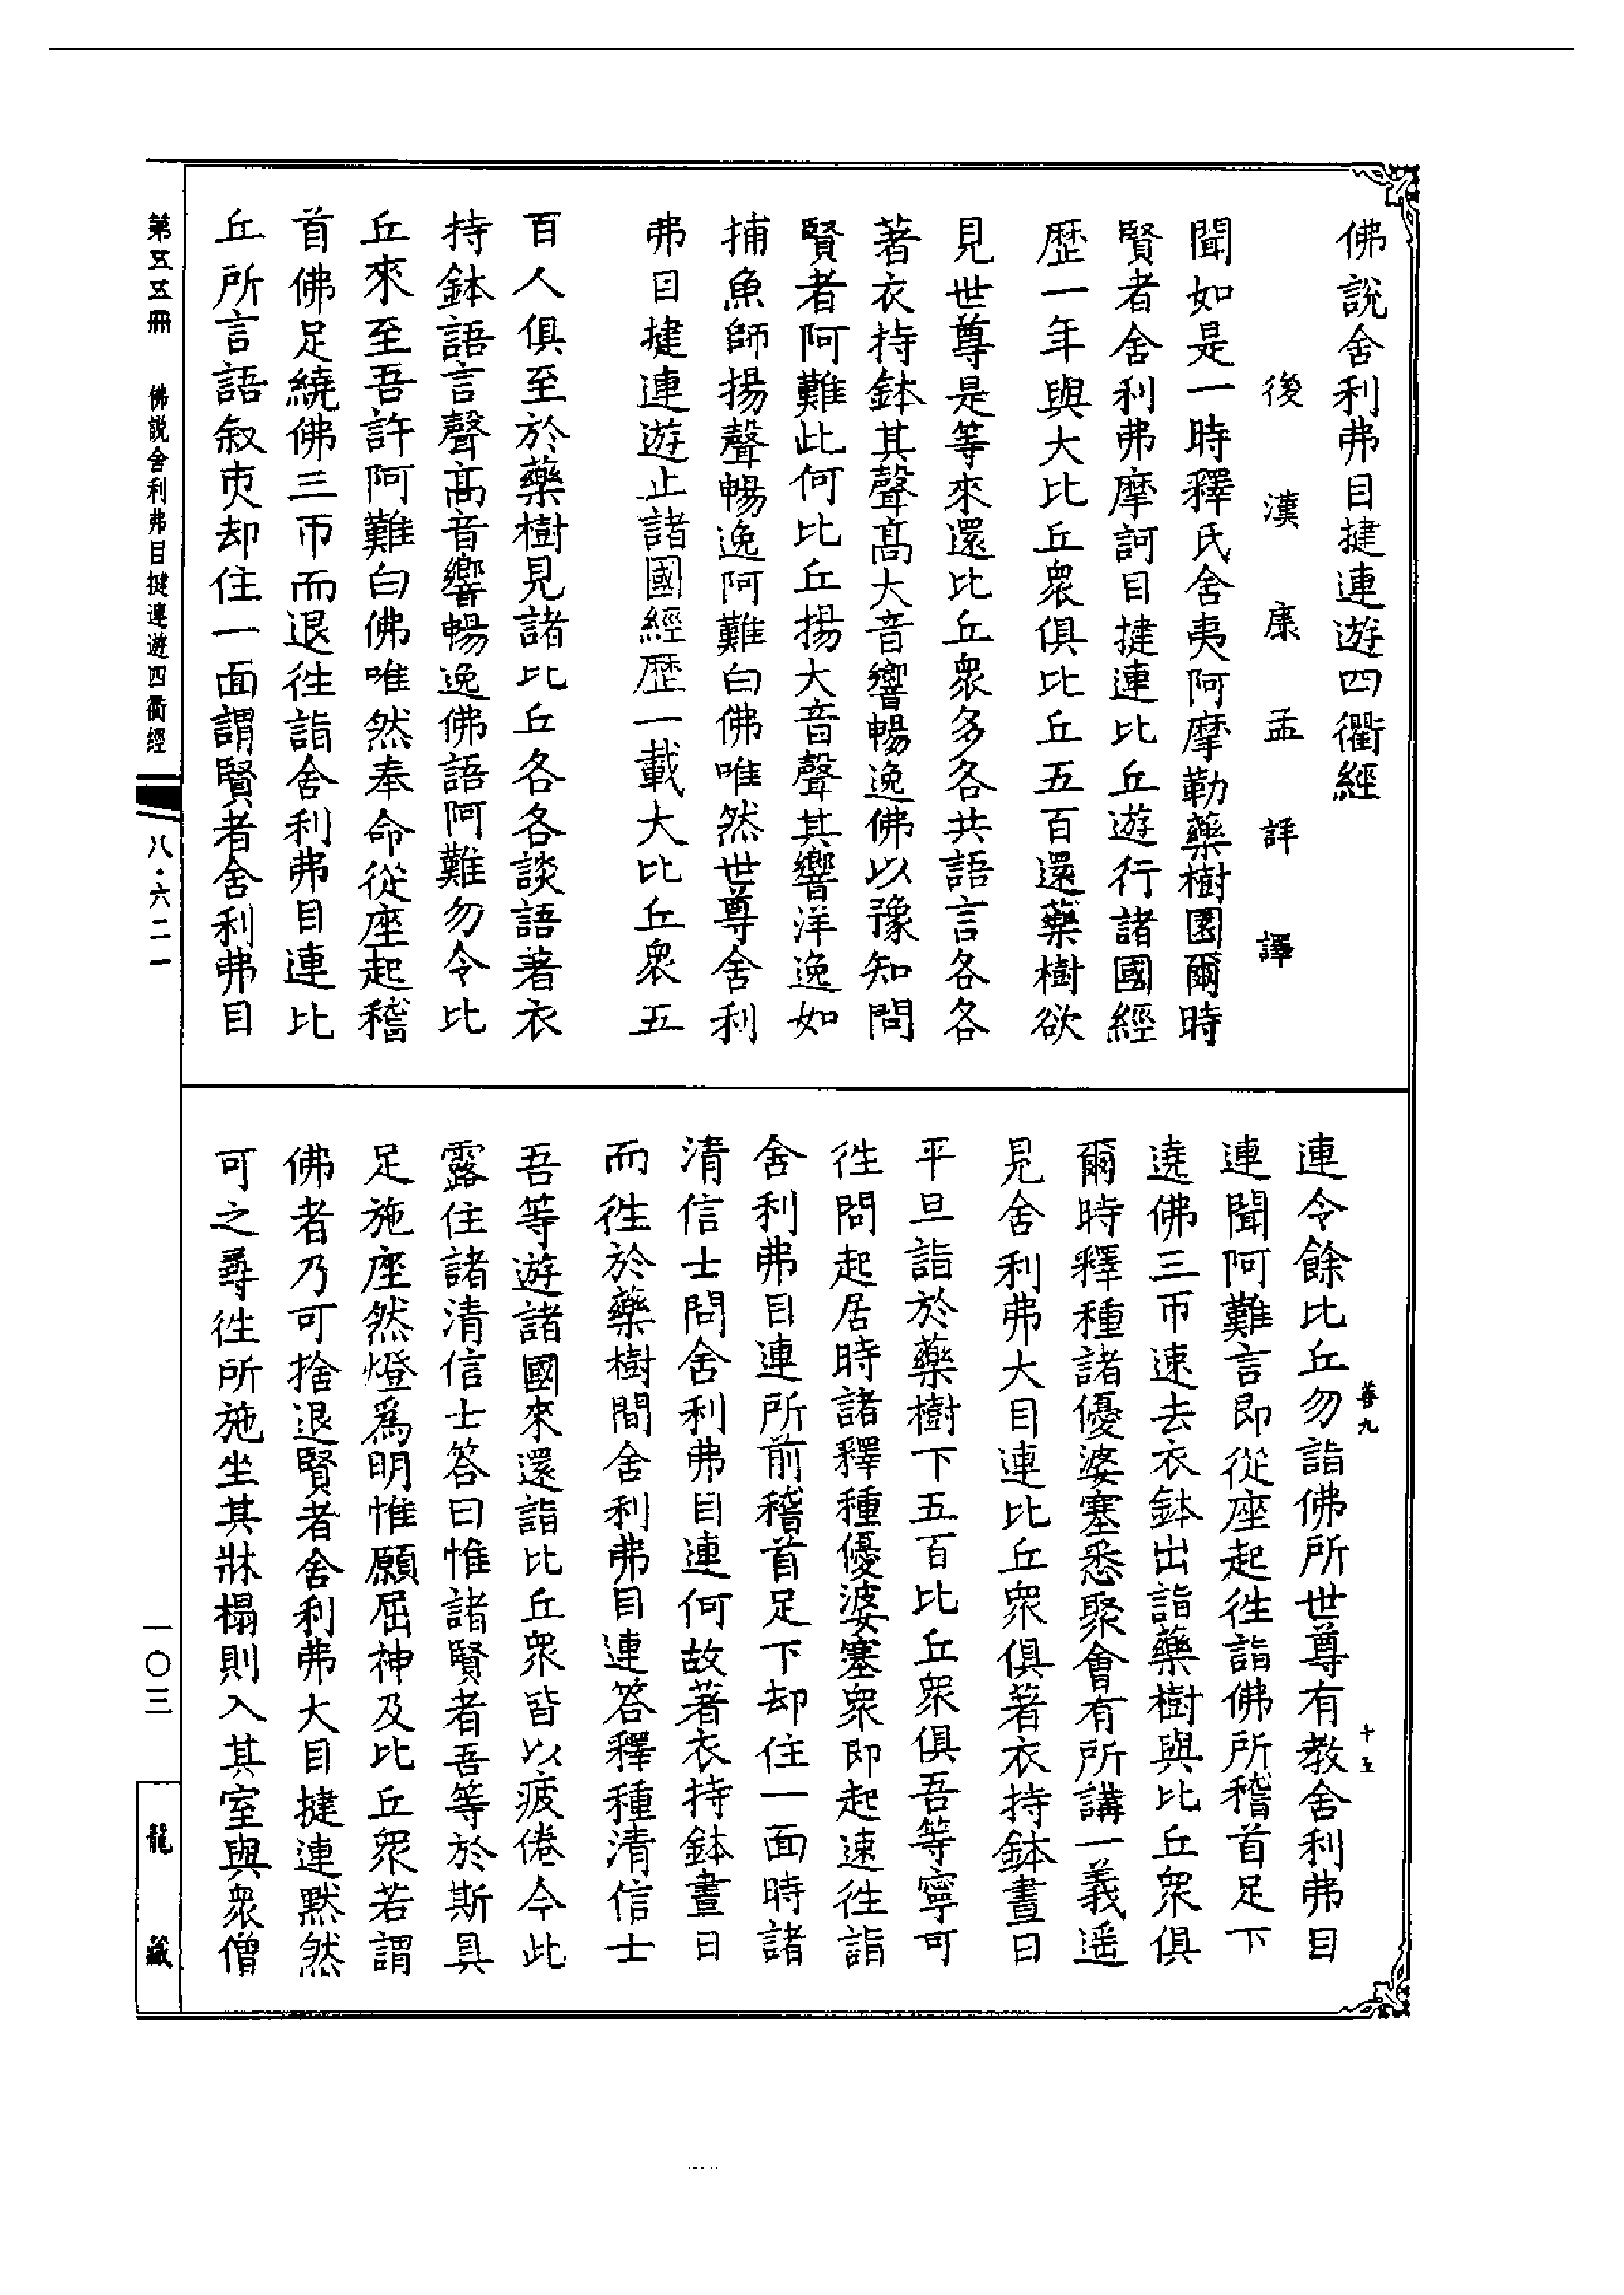 佛說舍利弗目揵連遊四衢經
後漢康孟詳譯
聞如是一時釋氏舍夷阿摩勒藥樹園爾時
賢者舍利弗摩訶目揵連比丘遊行諸國經
歷一年與大比丘衆俱比丘五百還藥樹欲
見世尊是等來還比丘衆多各共語言各各
著衣持鉢其聲高大音響暢逸佛以豫知問
賢者阿難此何比丘揚大音聲其響洋逸如
捕魚師揚聲暢逸阿難白佛唯然世尊舍利
弗目揵連遊止諸國經歷一載大比丘衆五
百人俱至於藥樹見諸比丘各各談語著衣
持鉢語言聲高音響暢逸佛語阿難勿令比
丘來至吾許阿難白佛唯然奉命從座起稽
首佛足繞佛三帀而退徃詣舍利弗目連比
丘所言語叙夷却住一面謂賢者舍利弗目
連令餘比丘勿詣佛所世尊有教舍利弗目
連聞阿難言即從座起徃詣佛所稽首足下
遶佛三帀速去衣鉢出詣藥樹與比丘衆俱
爾時釋種諸優婆塞悉聚會有所講一義遥
見舍利弗大目連比丘衆俱著衣持鉢晝日
平旦詣於藥樹下五百比丘衆俱吾等寧可
徃問起居時諸釋種優婆塞衆即起速徃詣
舍利弗目連所前稽首足下却住一面時諸
清信士問舍利弗目連何故著衣持鉢晝日
而徃於藥樹間舍利弗目連答釋種清信士
吾等遊諸國來還詣比丘衆皆以疲倦今此
露住諸清信士答曰惟諸賢者吾等於斯具
足施座然燈爲明惟願屈神及比丘衆若謂
佛者乃可捨退賢者舍利弗大目揵連黙然
可之尋徃所施坐其牀榻則入其室與衆僧
第五五冊
佛說舍利弗目揵連遊四衢經
八·六二一
一〇三
龍藏
九
十五